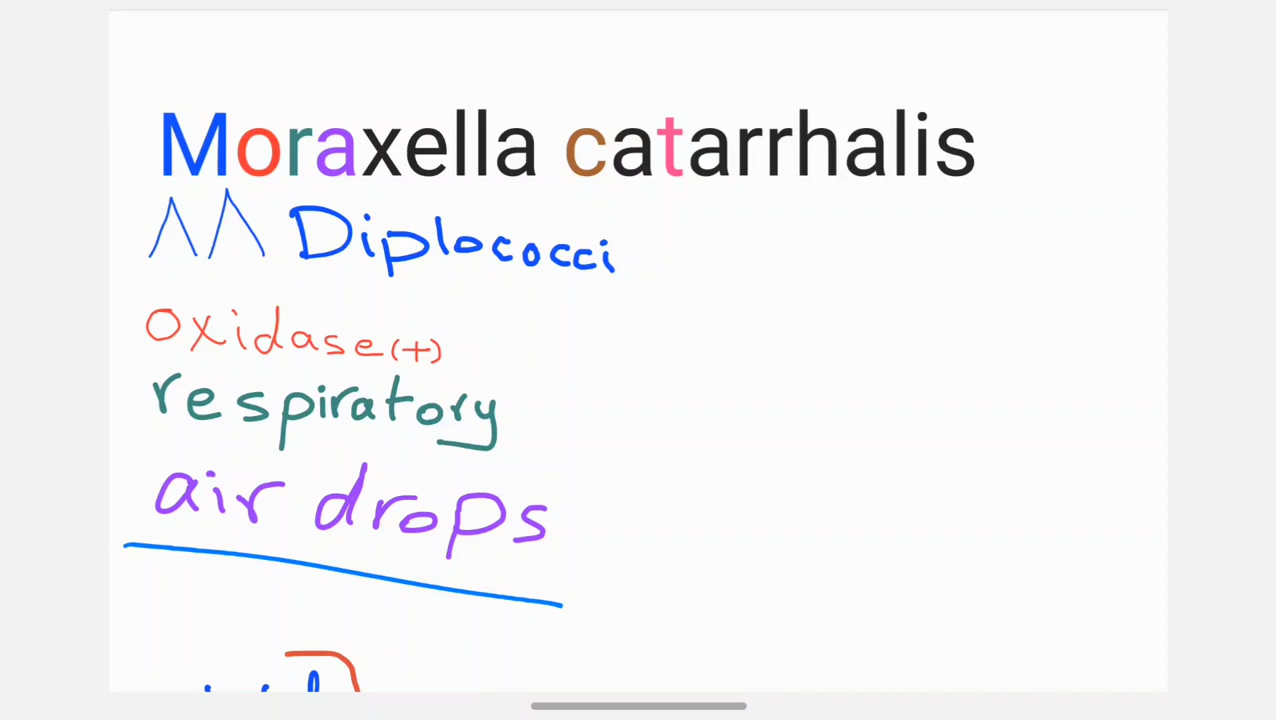 Moraxella catarrhalis
Diplococci
oxidase(+)
respiratory
air drops